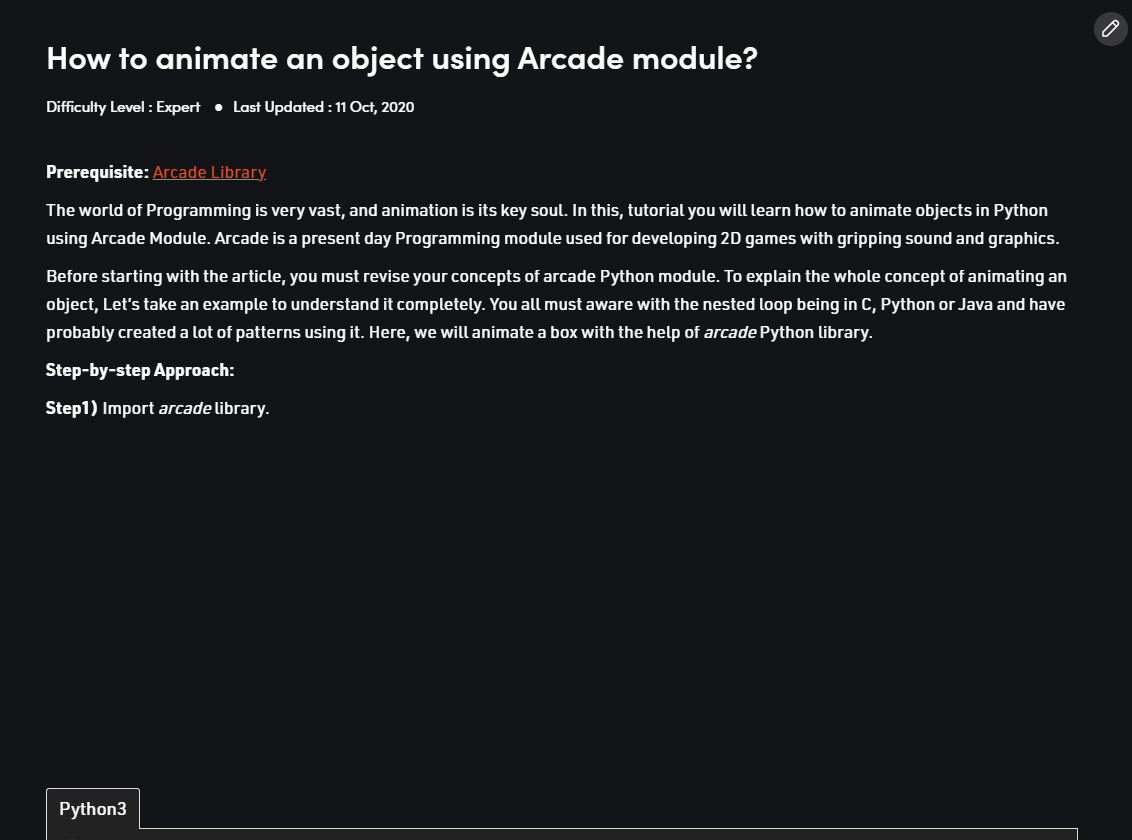 How to animate an object using Arcade module?
Difficulty Level : Expert ● Last Updated : 11 Oct, 2020
Prerequisite: Arcade Library
The world of Programming is very vast, and animation is its key soul. In this, tutorial you will learn how to animate objects in Python
using Arcade Module. Arcade is a present day Programming module used for developing 2D games with gripping sound and graphics.
Before starting with the article, you must revise your concepts of arcade Python module. To explain the whole concept of animating an
object, Let’s take an example to understand it completely. You all must aware with the nested loop being in C, Python or Java and have
probably created a lot of patterns using it. Here, we will animate a box with the help of arcade Python library.
Step-by-step Approach:
Step1) Import arcade library.
Python3